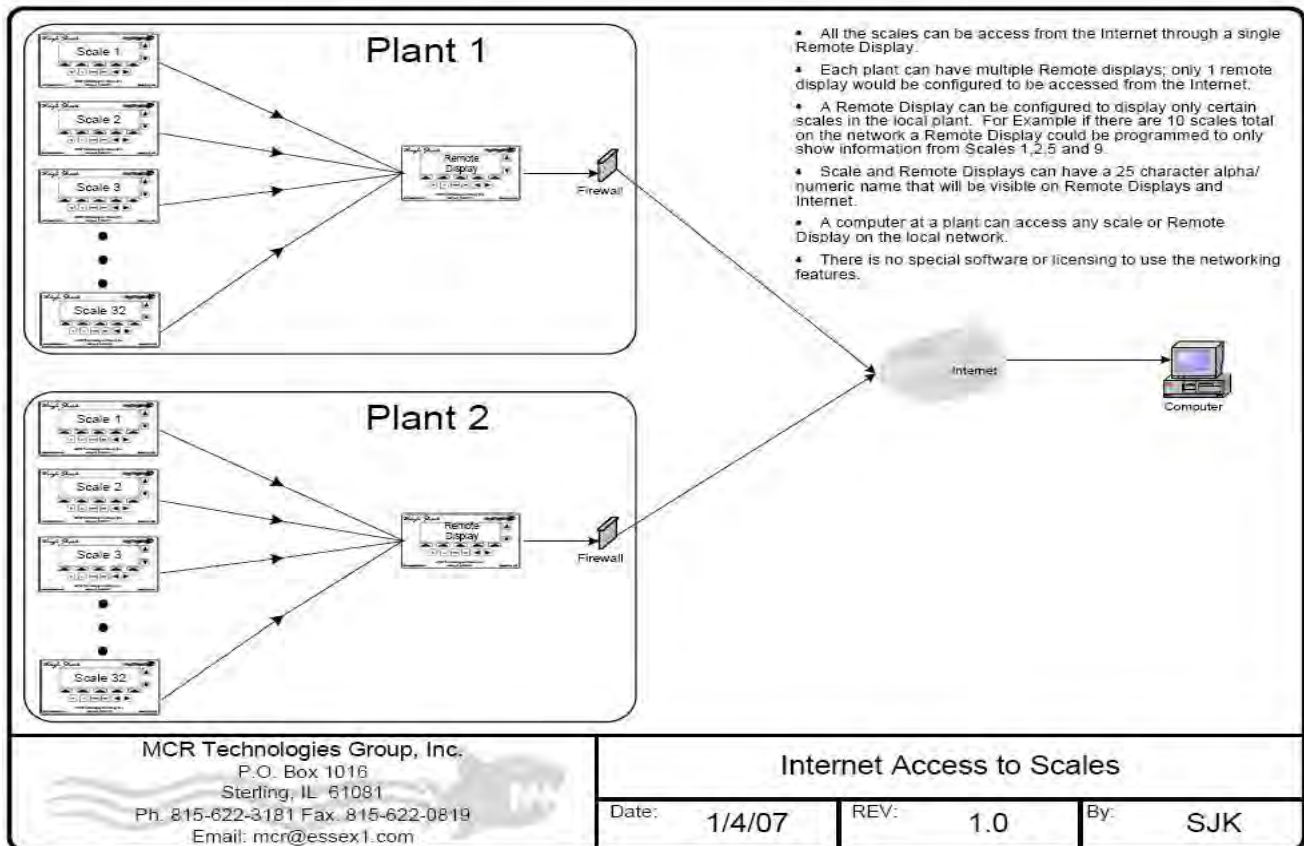 Plant 1
Scale 1
Scale 2
Scale 3
Scale 32
Remote
Display
Firewall
• All the scales can be access from the Internet through a single
Remote Display.
• Each plant can have multiple Remote displays; only 1 remote
display would be configured to be accessed from the Internet.
• A Remote Display can be configured to display only certain
scales in the local plant. For Example if there are 10 scales total
on the network a Remote Display could be programmed to only
show information from Scales 1,2,5 and 9.
• Scale and Remote Displays can have a 25 character alpha/
numeric name that will be visible on Remote Displays and
Internet.
• A computer at a plant can access any scale or Remote
Display on the local network.
• There is no special software or licensing to use the networking
features.
Internet
Computer
Plant 2
Scale 1
Scale 2
Scale 3
Scale 32
Remote
Display
Firewall
MCR Technologies Group, Inc.
P.O. Box 1016
Sterling, IL 61081
Ph. 815-622-3181 Fax. 815-622-0819
Email: mcr@essex1.com
Internet Access to Scales
Date: 1/4/07
REV: 1.0
By: SJK